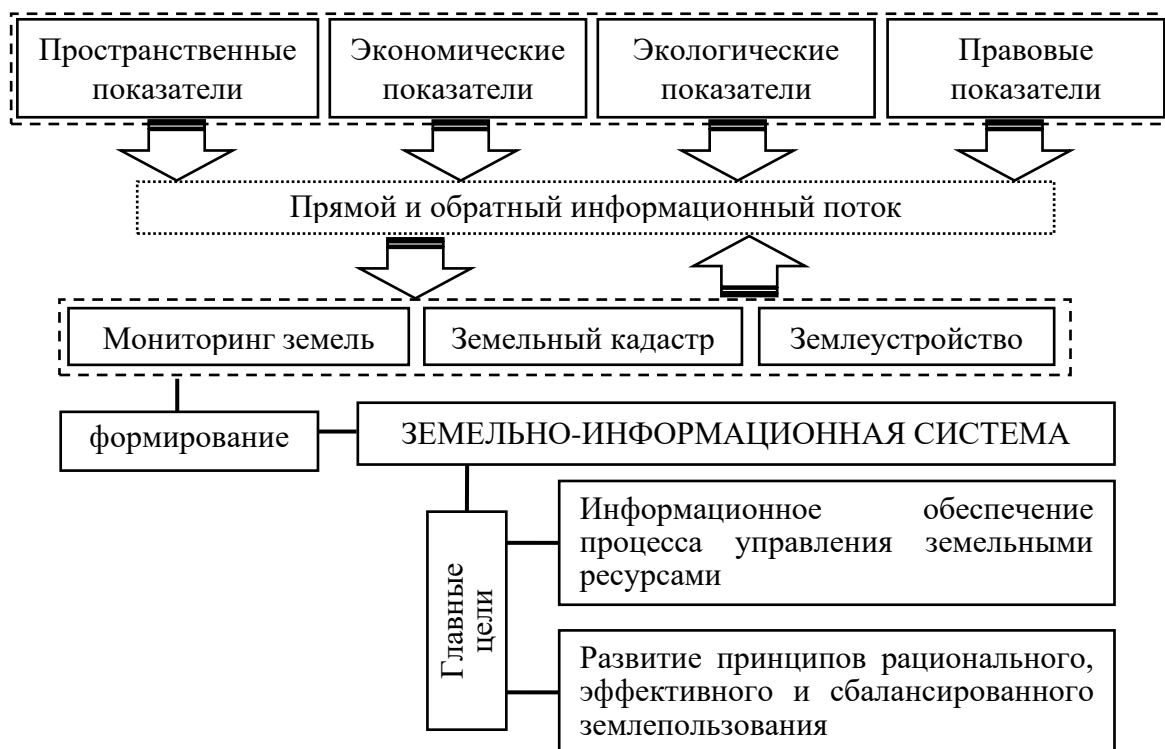 Пространственные
показатели
Экономические
показатели
Экологические
показатели
Правовые
показатели
Прямой и обратный информационный поток
Мониторинг земель
Земельный кадастр
Землеустройство
формирование
ЗЕМЕЛЬНО-ИНФОРМАЦИОННАЯ СИСТЕМА
Главные
цели
Информационное обеспечение
процесса управления земельными
ресурсами
Развитие принципов рационального,
эффективного и сбалансированного
землепользования